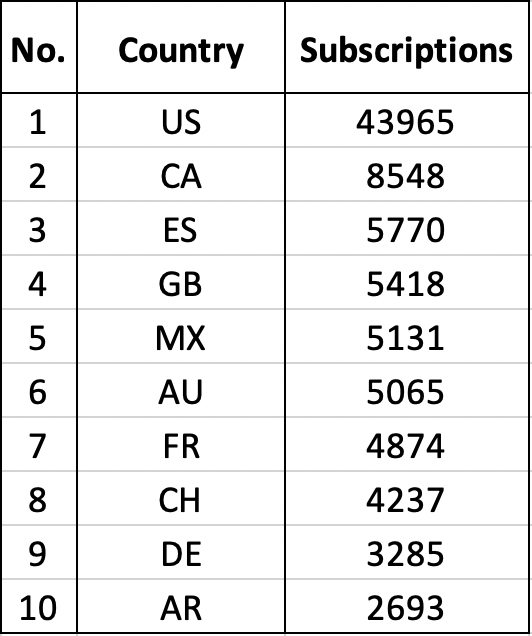 No. Country Subscriptions
1 US 43965
2 CA 8548
3 ES 5770
4 GB 5418
5 MX 5131
6 AU 5065
7 FR 4874
8 CH 4237
9 DE 3285
10 AR 2693